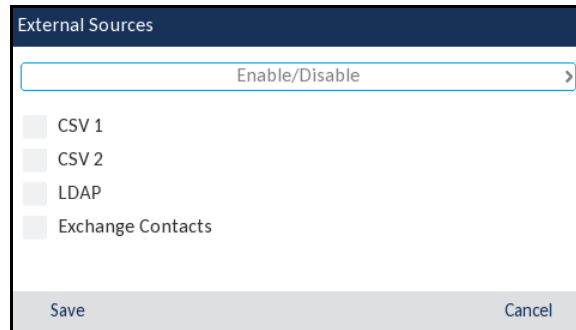 External Sources
Enable/Disable
CSV 1
CSV 2
LDAP
Exchange Contacts
Save Cancel